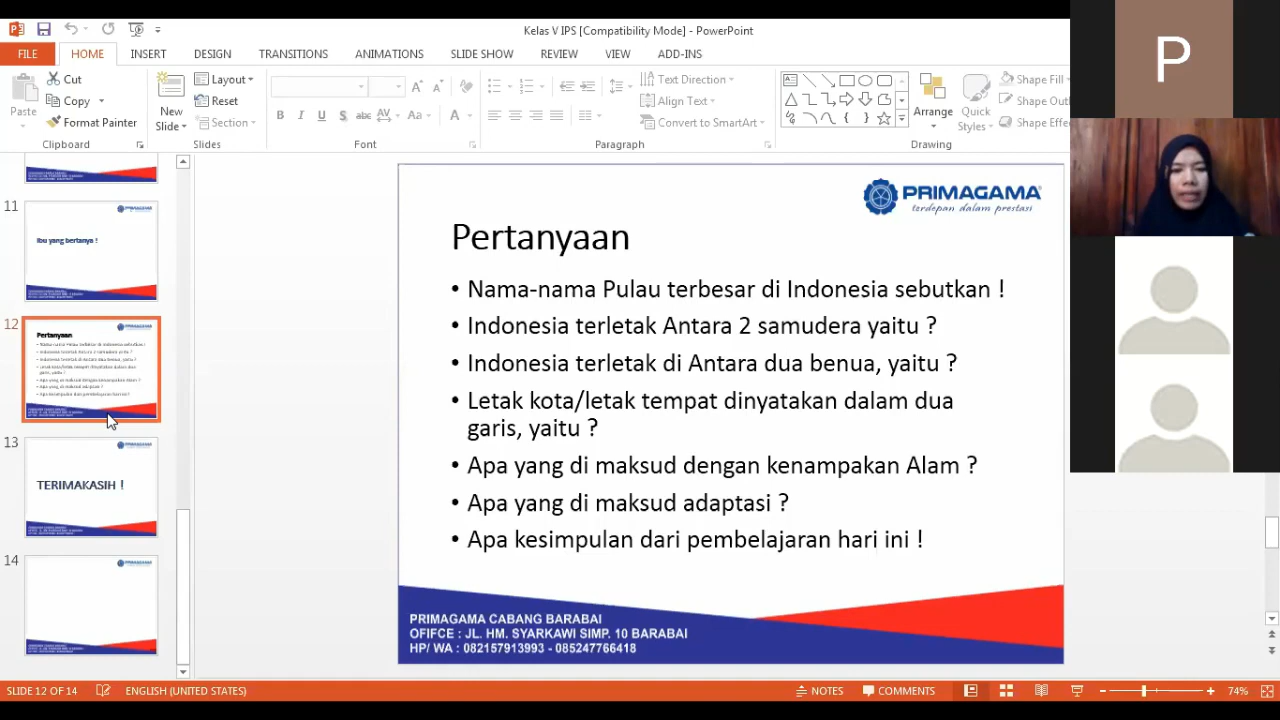 Kelas V IPS [Compatibility Mode] - PowerPoint
FILE HOME INSERT DESIGN TRANSITIONS ANIMATIONS SLIDE SHOW REVIEW VIEW ADD-INS
Cut
Copy
Format Painter
Paste
Clipboard
New
Slide
Layout
Reset
Section
Slides
Font
Text Direction
Align Text
Convert to SmartArt
Paragraph
Arrange
Quick
Styles
Shape Fill
Shape Out
Shape Effe
Drawing
P
11
Ibu yang bertanya !
12
Pertanyaan
13
TERIMAKASIH !
14
PRIMAGAMA
terdepan dalam prestasi
Pertanyaan
• Nama-nama Pulau terbesar di Indonesia sebutkan !
• Indonesia terletak Antara 2 samudera yaitu ?
• Indonesia terletak di Antara dua benua, yaitu ?
• Letak kota/letak tempat dinyatakan dalam dua
garis, yaitu ?
• Apa yang di maksud dengan kenampakan Alam ?
• Apa yang di maksud adaptasi ?
• Apa kesimpulan dari pembelajaran hari ini !
PRIMAGAMA CABANG BARABAI
OFIFCE : JL. HM. SYARKAWI SIMP. 10 BARABAI
HP/ WA : 082157913993 - 085247766418
SLIDE 12 OF 14 ENGLISH (UNITED STATES) NOTES COMMENTS 74%